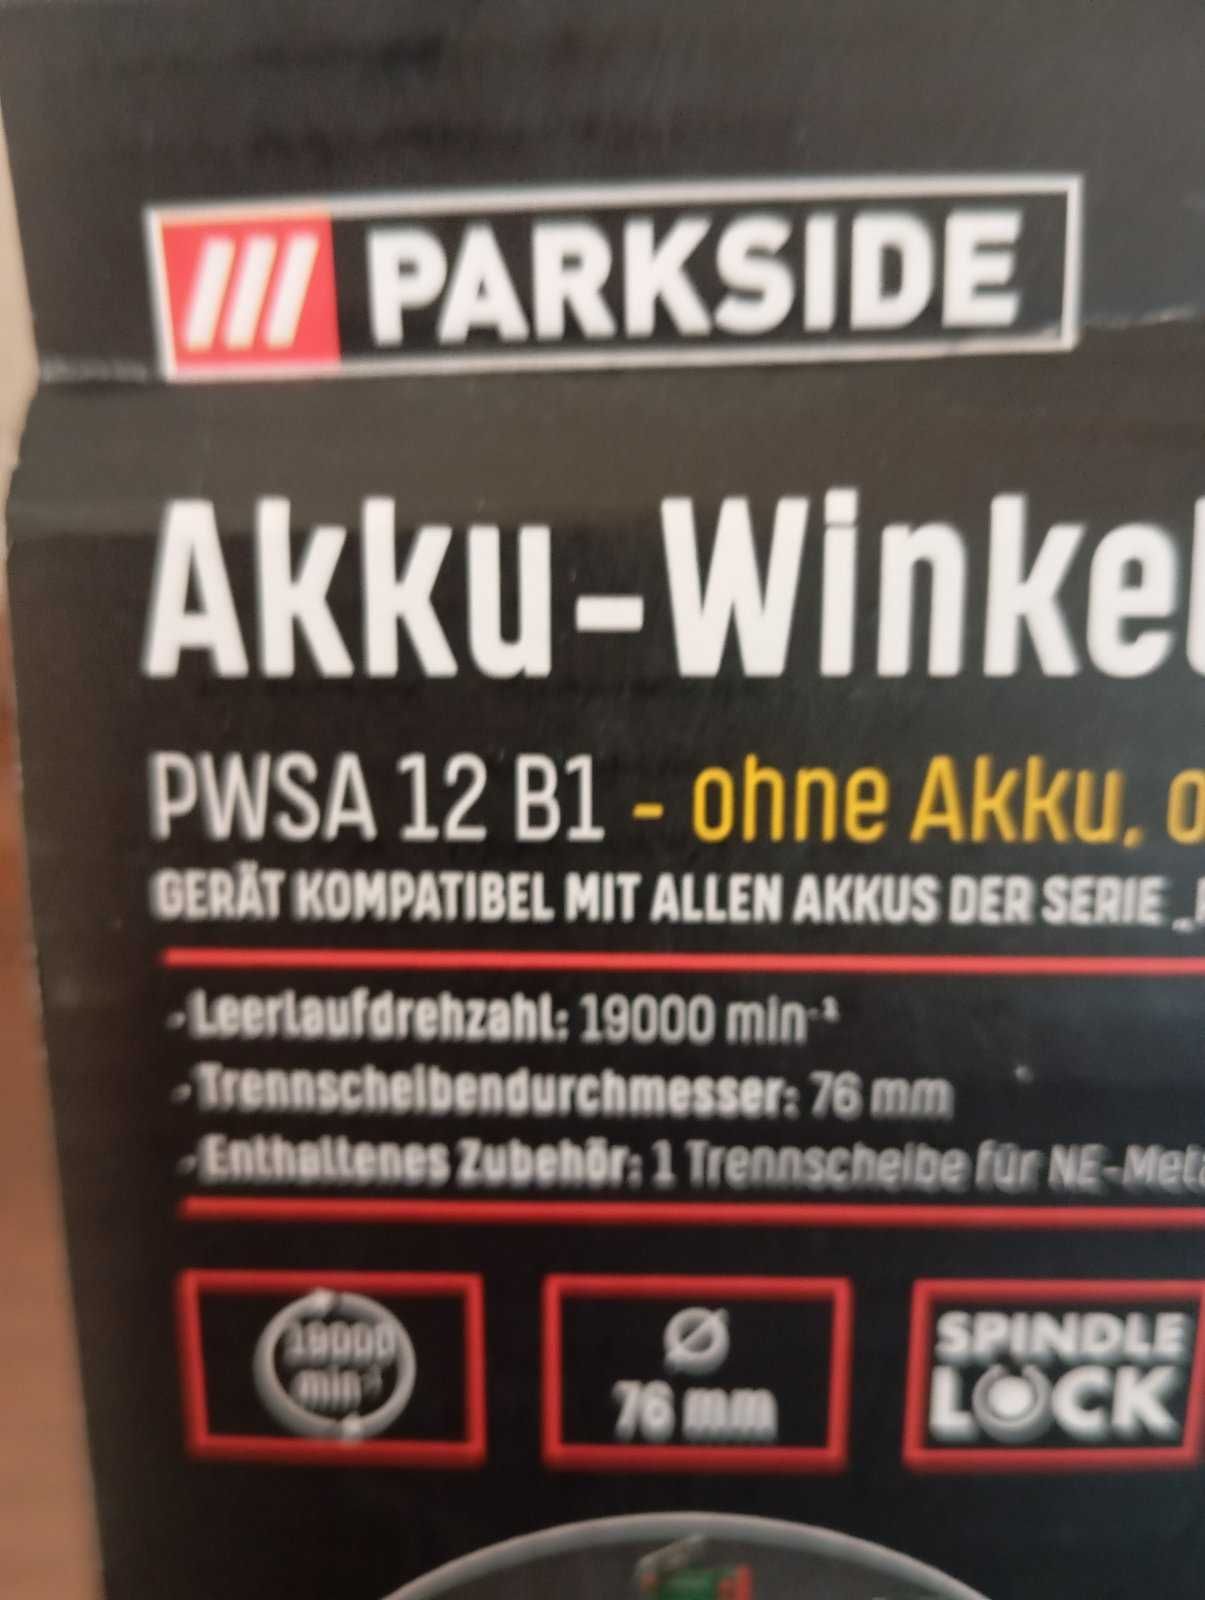 PARKSIDE
Akku-Winkel
PWSA 12 B1 - ohne Akku, o
GERÄT KOMPATIBEL MIT ALLEN AKKUS DER SERIE „
-Leerlaufdrehzahl: 19000 min⁻¹
-Trennscheibendurchmesser: 76 mm
-Enthaltenes Zubehör: 1 Trennscheibe für NE-Meta
19000
min⁻¹
Ø
76 mm
SPINDLE
LOCK